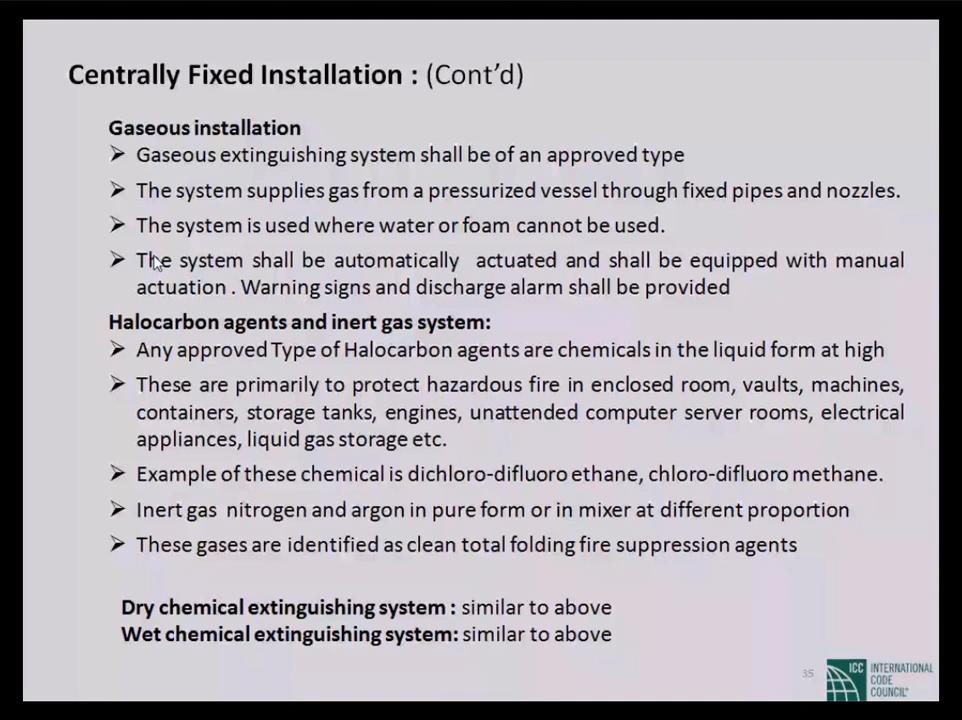 Centrally Fixed Installation : (Cont’d)
Gaseous installation
➢ Gaseous extinguishing system shall be of an approved type
➢ The system supplies gas from a pressurized vessel through fixed pipes and nozzles.
➢ The system is used where water or foam cannot be used.
➢ The system shall be automatically actuated and shall be equipped with manual
actuation . Warning signs and discharge alarm shall be provided
Halocarbon agents and inert gas system:
➢ Any approved Type of Halocarbon agents are chemicals in the liquid form at high
➢ These are primarily to protect hazardous fire in enclosed room, vaults, machines,
containers, storage tanks, engines, unattended computer server rooms, electrical
appliances, liquid gas storage etc.
➢ Example of these chemical is dichloro-difluoro ethane, chloro-difluoro methane.
➢ Inert gas nitrogen and argon in pure form or in mixer at different proportion
➢ These gases are identified as clean total folding fire suppression agents
Dry chemical extinguishing system : similar to above
Wet chemical extinguishing system: similar to above
35
ICC INTERNATIONAL
CODE
COUNCIL®